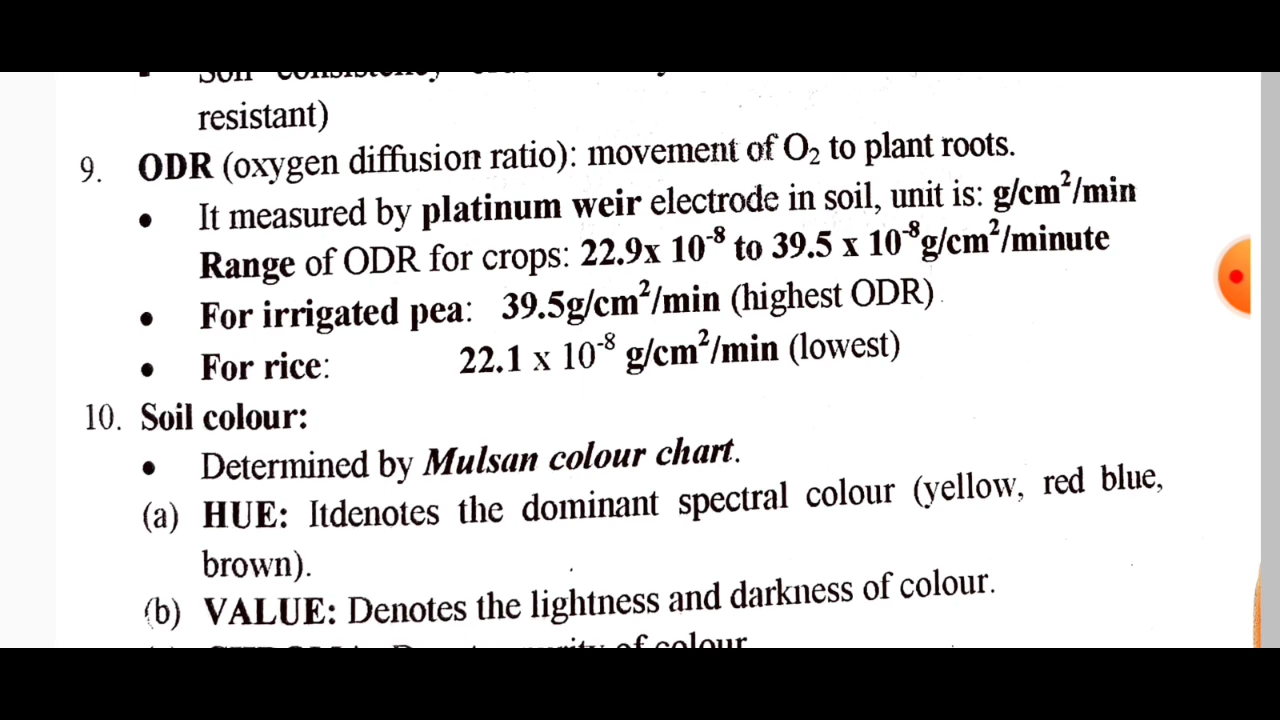 resistant)
9. ODR (oxygen diffusion ratio): movement of O₂ to plant roots.
• It measured by platinum weir electrode in soil, unit is: g/cm²/min
Range of ODR for crops: 22.9x 10⁻⁸ to 39.5 x 10⁻⁸g/cm²/minute
• For irrigated pea: 39.5g/cm²/min (highest ODR)
• For rice: 22.1 x 10⁻⁸ g/cm²/min (lowest)
10. Soil colour:
• Determined by Mulsan colour chart.
(a) HUE: Itdenotes the dominant spectral colour (yellow, red blue,
brown).
(b) VALUE: Denotes the lightness and darkness of colour.
of colour